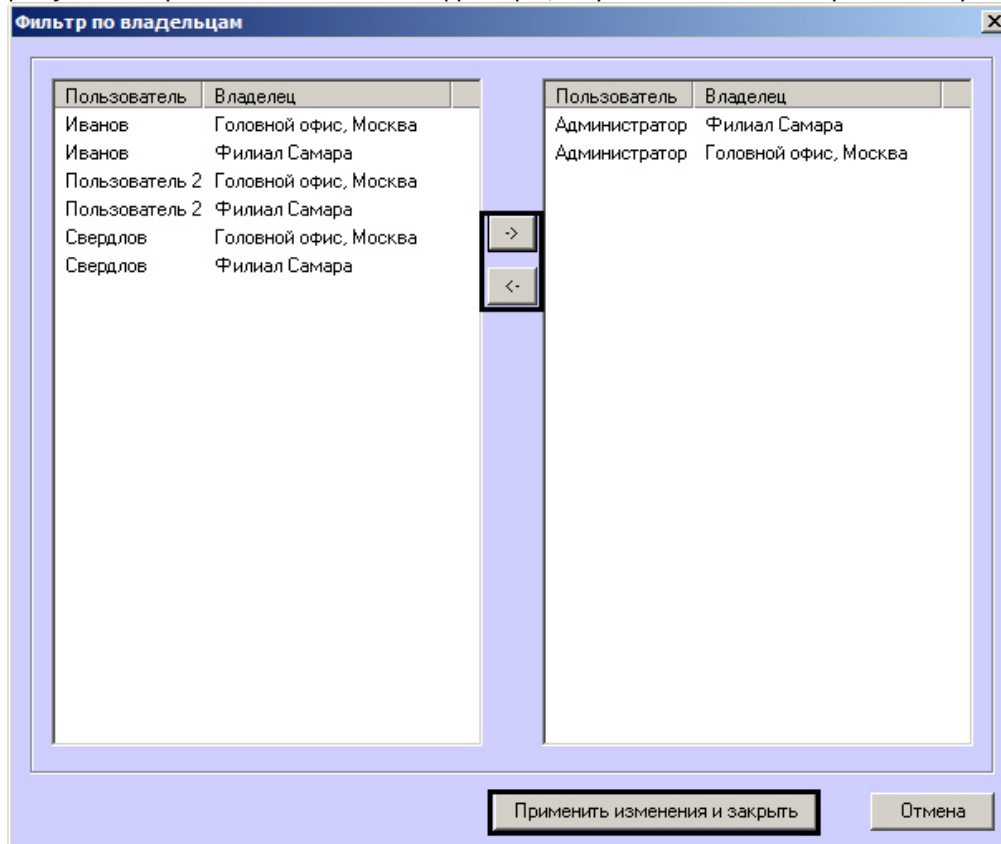 Фильтр по владельцам
Пользователь Владелец
Иванов Головной офис, Москва
Иванов Филиал Самара
Пользователь 2 Головной офис, Москва
Пользователь 2 Филиал Самара
Свердлов Головной офис, Москва
Свердлов Филиал Самара
->
<-
Пользователь Владелец
Администратор Филиал Самара
Администратор Головной офис, Москва
Применить изменения и закрыть
Отмена